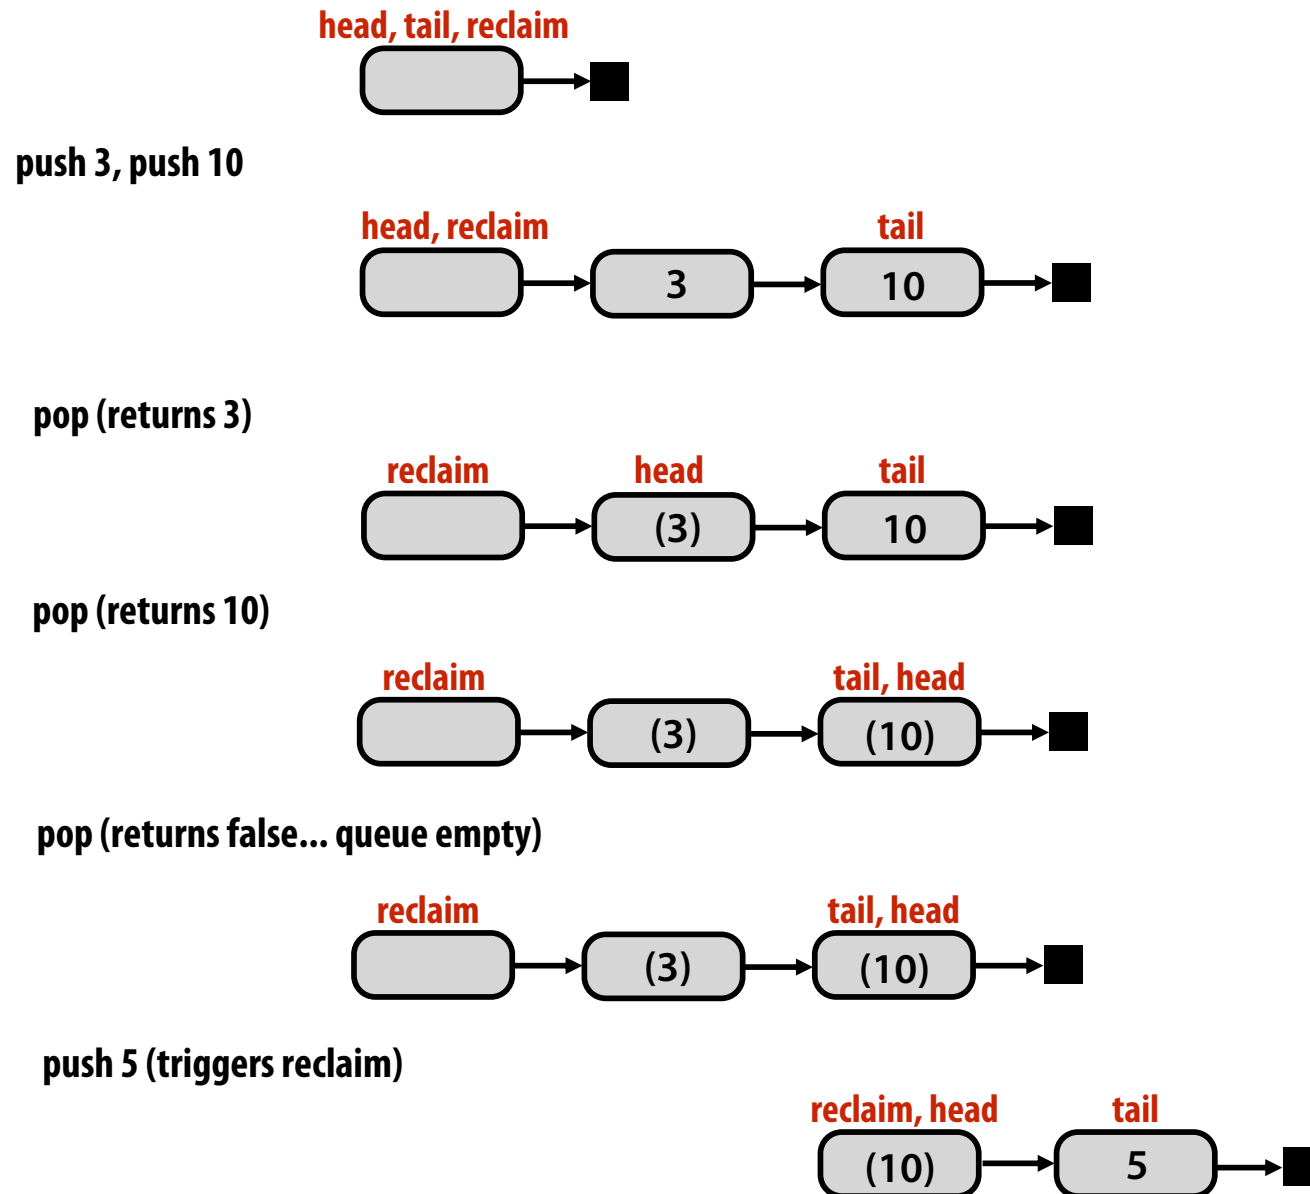 head, tail, reclaim
push 3, push 10
head, reclaim tail
3 10
pop (returns 3)
reclaim head tail
(3) 10
pop (returns 10)
reclaim tail, head
(3) (10)
pop (returns false... queue empty)
reclaim tail, head
(3) (10)
push 5 (triggers reclaim)
reclaim, head tail
(10) 5